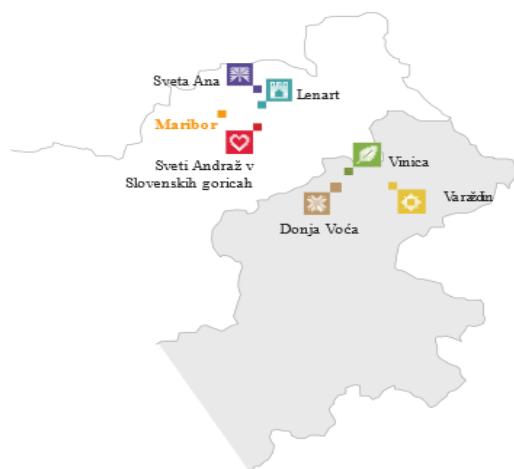 Sveta Ana
Lenart
Maribor
Sveti Andraž v
Slovenskih goricah
Vinica
Varaždin
Donja Voća